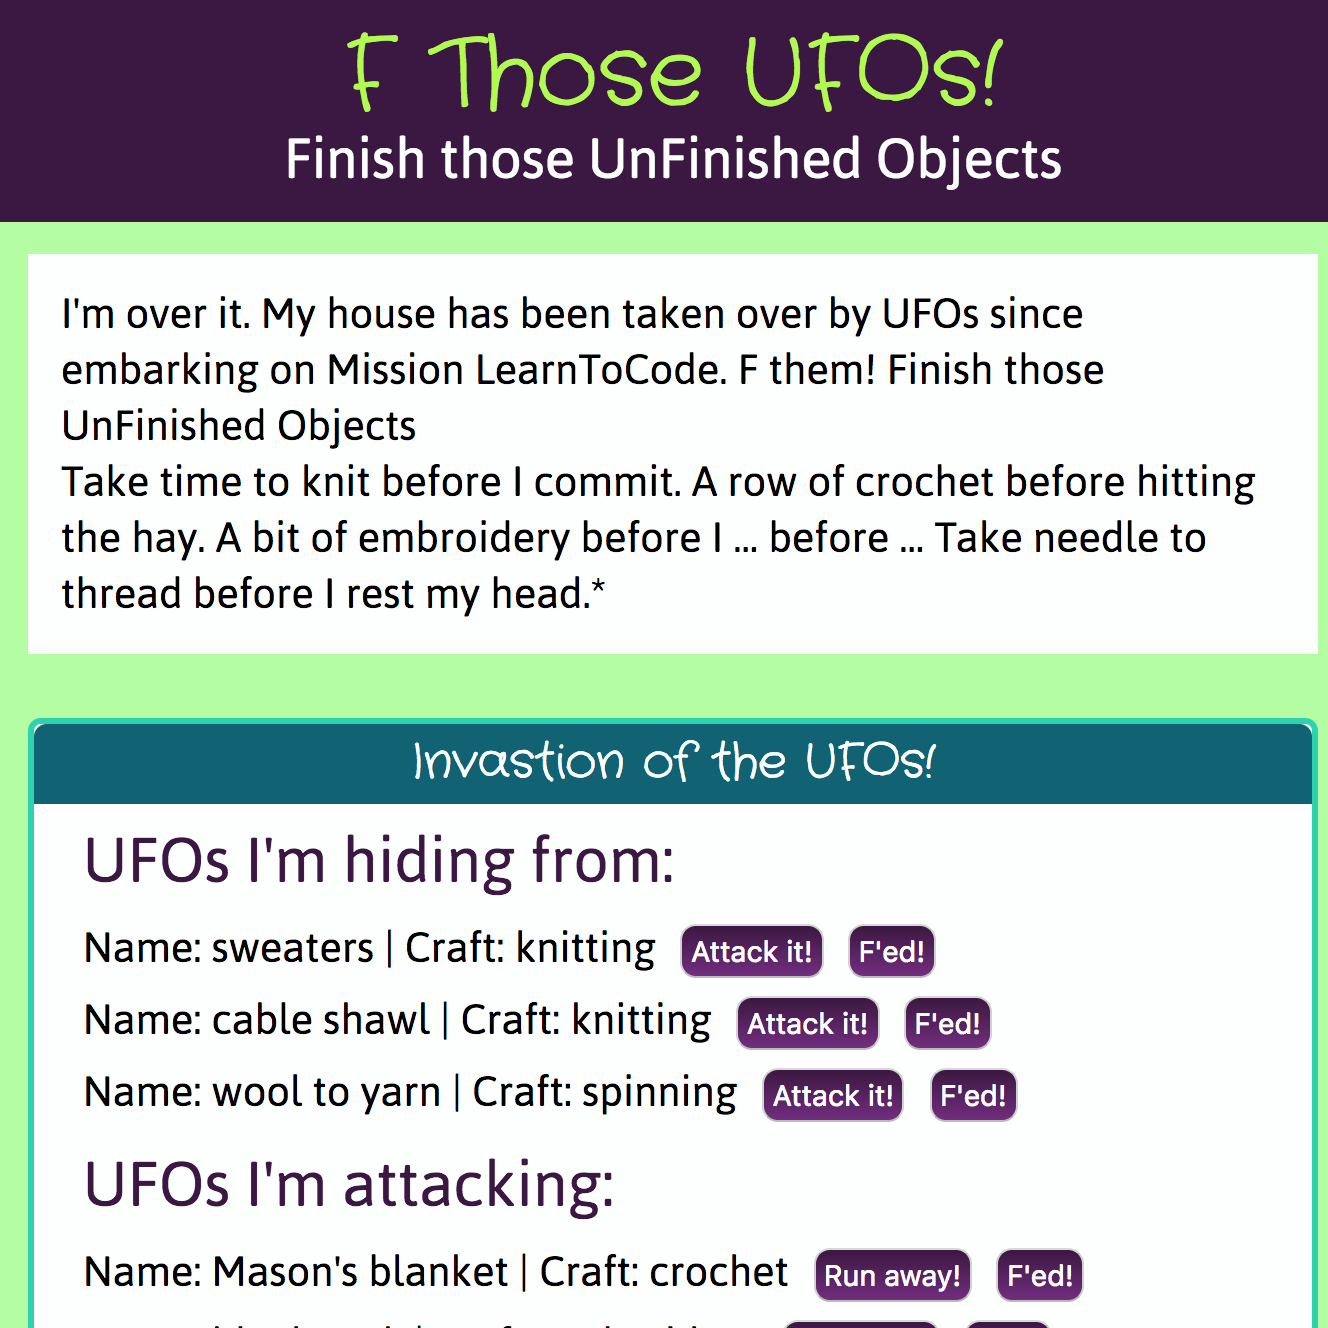 F Those UFOs!
Finish those UnFinished Objects
I'm over it. My house has been taken over by UFOs since
embarking on Mission LearnToCode. F them! Finish those
UnFinished Objects
Take time to knit before I commit. A row of crochet before hitting
the hay. A bit of embroidery before I ... before ... Take needle to
thread before I rest my head.*
Invastion of the UFOs!
UFOs I'm hiding from:
Name: sweaters | Craft: knitting Attack it! F'ed!
Name: cable shawl | Craft: knitting Attack it! F'ed!
Name: wool to yarn | Craft: spinning Attack it! F'ed!
UFOs I'm attacking:
Name: Mason's blanket | Craft: crochet Run away! F'ed!